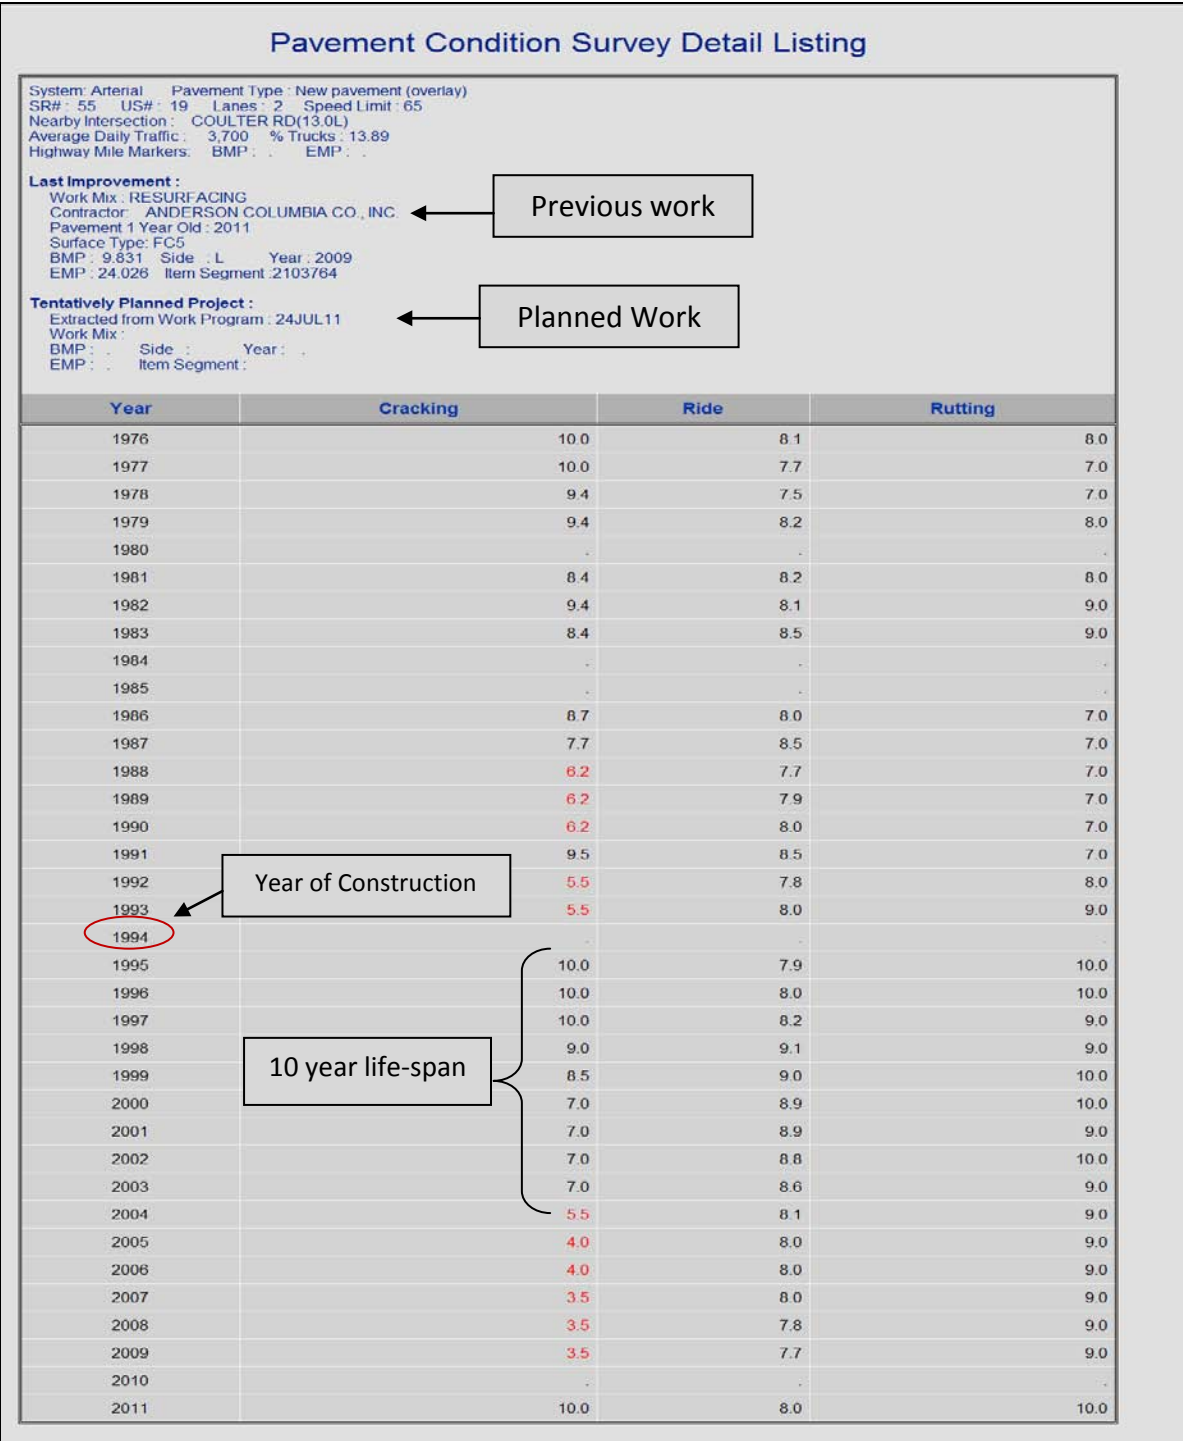 Pavement Condition Survey Detail Listing
System: Arterial Pavement Type : New pavement (overlay)
SR# : 55 US# : 19 Lanes : 2 Speed Limit : 65
Nearby Intersection : COULTER RD(13.0L)
Average Daily Traffic : 3,700 % Trucks : 13.89
Highway Mile Markers: BMP : . EMP : .
Last Improvement :
Work Mix : RESURFACING
Contractor: ANDERSON COLUMBIA CO., INC.
Previous work
Pavement 1 Year Old : 2011
Surface Type: FC5
BMP : 9.831 Side : L Year : 2009
EMP : 24.026 Item Segment :2103764
Tentatively Planned Project :
Extracted from Work Program : 24JUL11
Planned Work
Work Mix :
BMP : . Side : Year : .
EMP : . Item Segment :
Year Cracking Ride Rutting
1976 10.0 8.1 8.0
1977 10.0 7.7 7.0
1978 9.4 7.5 7.0
1979 9.4 8.2 8.0
1980 . . .
1981 8.4 8.2 8.0
1982 9.4 8.1 9.0
1983 8.4 8.5 9.0
1984 . . .
1985 . . .
1986 8.7 8.0 7.0
1987 7.7 8.5 7.0
1988 6.2 7.7 7.0
1989 6.2 7.9 7.0
1990 6.2 8.0 7.0
1991 9.5 8.5 7.0
1992 5.5 7.8 8.0
Year of Construction
1993 5.5 8.0 9.0
1994 . . .
1995 10.0 7.9 10.0
1996 10.0 8.0 10.0
1997 10.0 8.2 9.0
1998 9.0 9.1 9.0
10 year life-span
1999 8.5 9.0 10.0
2000 7.0 8.9 10.0
2001 7.0 8.9 9.0
2002 7.0 8.8 10.0
2003 7.0 8.6 9.0
2004 5.5 8.1 9.0
2005 4.0 8.0 9.0
2006 4.0 8.0 9.0
2007 3.5 8.0 9.0
2008 3.5 7.8 9.0
2009 3.5 7.7 9.0
2010 . . .
2011 10.0 8.0 10.0